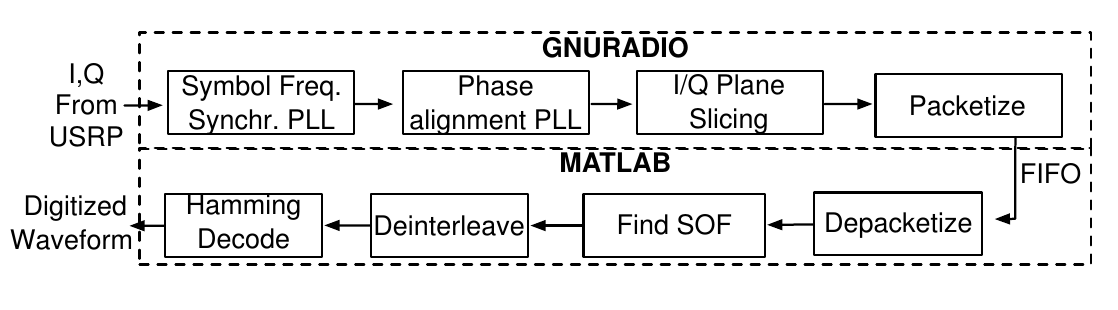 GNURADIO
I,Q
From
USRP
Symbol Freq.
Synchr. PLL
Phase
alignment PLL
I/Q Plane
Slicing
Packetize
MATLAB
FIFO
Depacketize
Find SOF
Deinterleave
Hamming
Decode
Digitized
Waveform